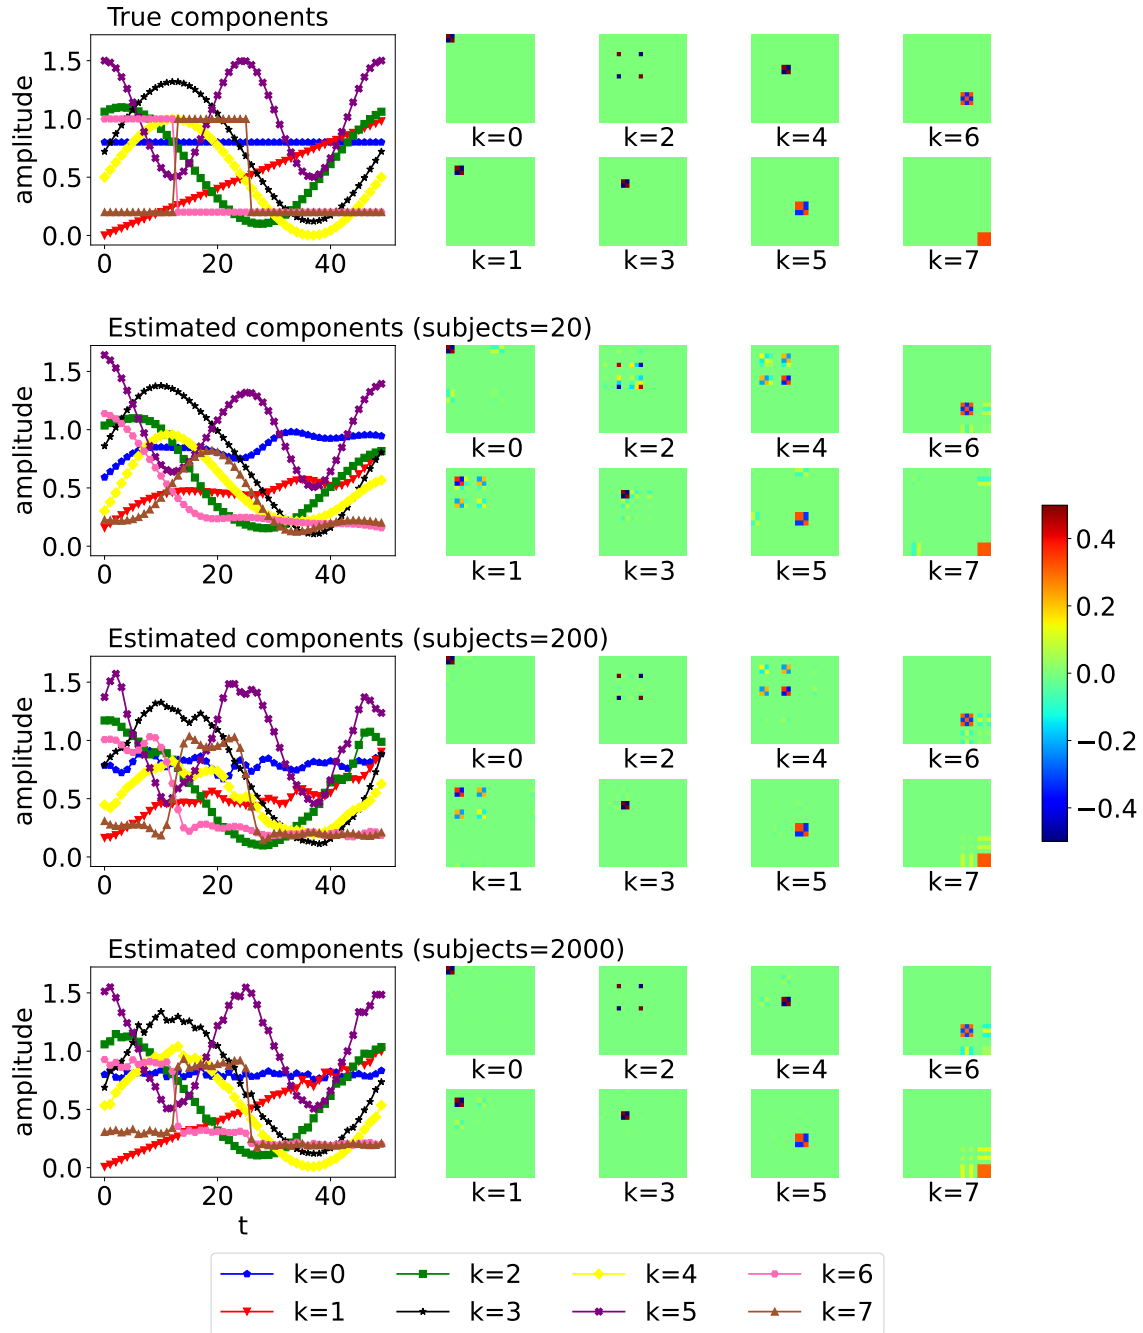 True components
amplitude
1.5
1.0
0.5
0.0
0 20 40
k=0 k=2 k=4 k=6
k=1 k=3 k=5 k=7
Estimated components (subjects=20)
amplitude
1.5
1.0
0.5
0.0
0 20 40
k=0 k=2 k=4 k=6
k=1 k=3 k=5 k=7
0.4
0.2
0.0
−0.2
−0.4
Estimated components (subjects=200)
amplitude
1.5
1.0
0.5
0.0
0 20 40
k=0 k=2 k=4 k=6
k=1 k=3 k=5 k=7
Estimated components (subjects=2000)
amplitude
1.5
1.0
0.5
0.0
0 20 40
t
k=0 k=2 k=4 k=6
k=1 k=3 k=5 k=7
k=0 k=2 k=4 k=6
k=1 k=3 k=5 k=7